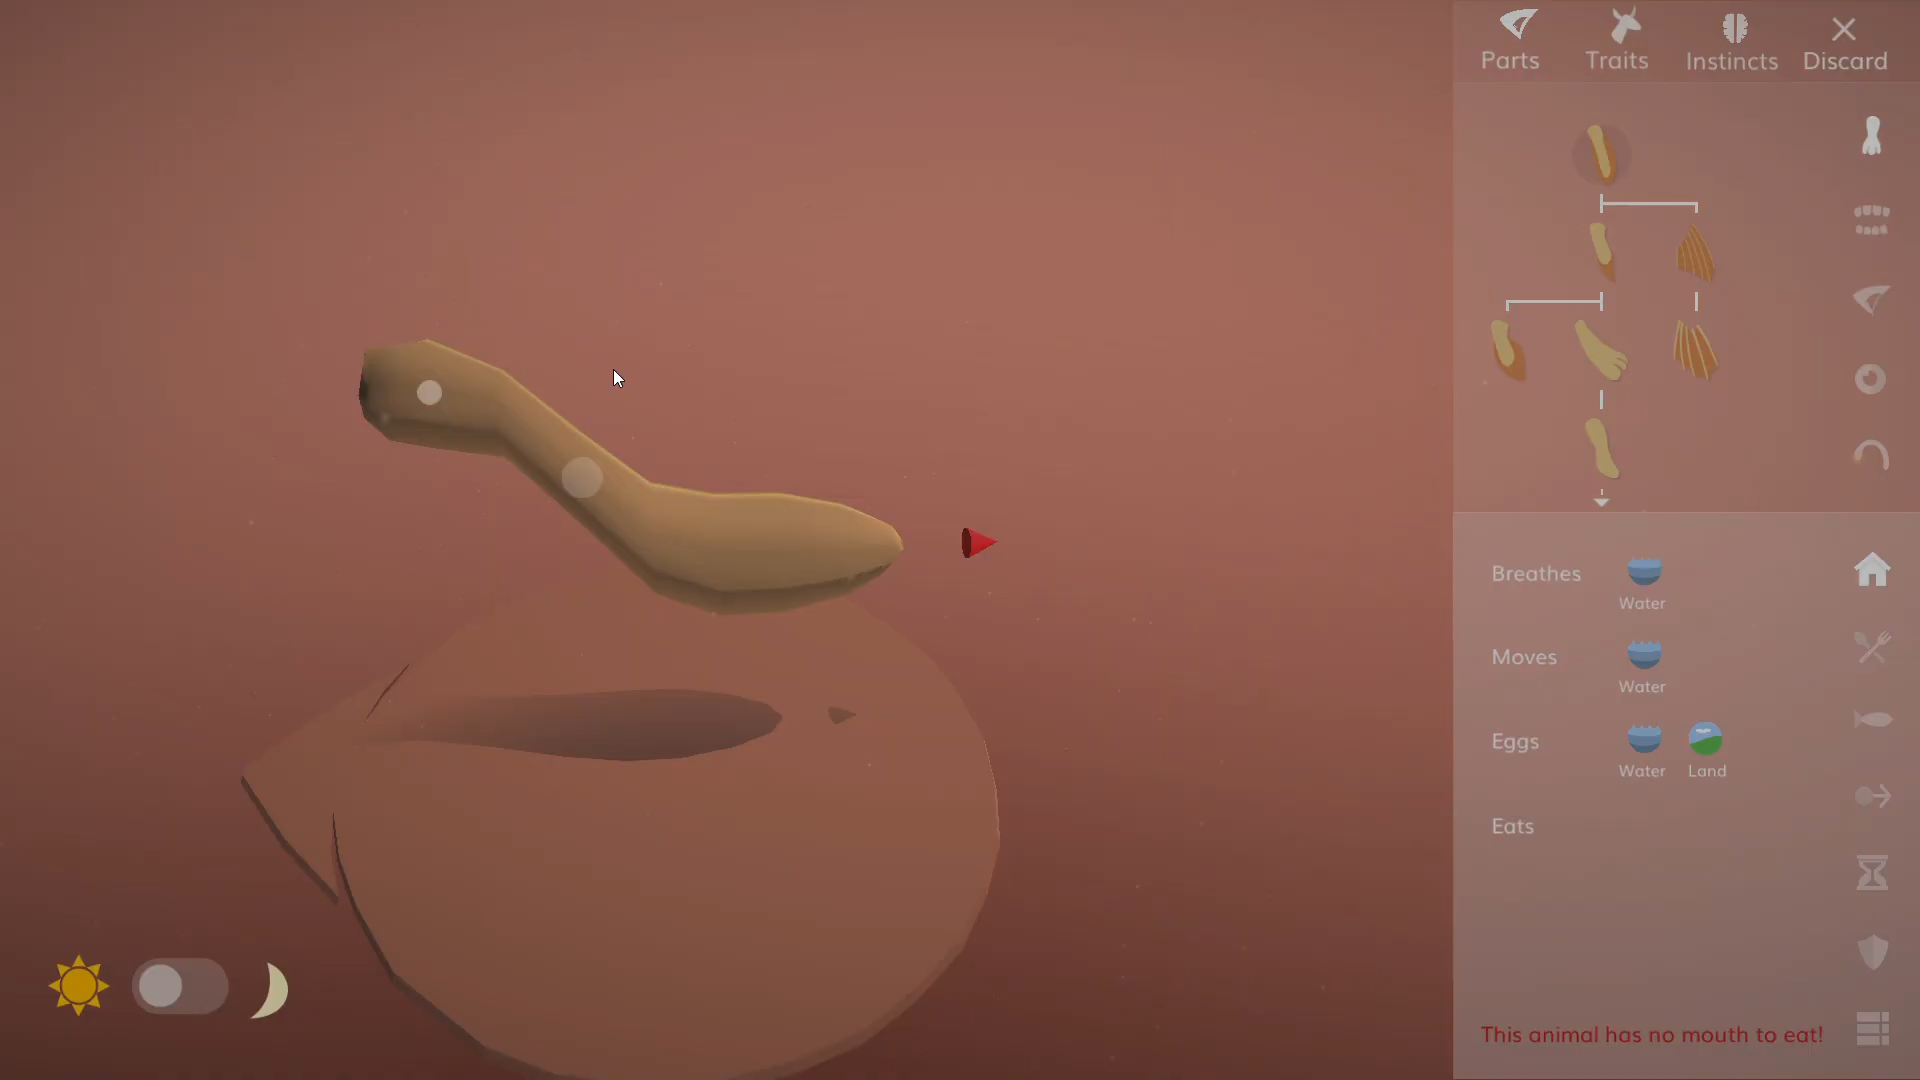 Parts Traits Instincts Discard
Breathes
Water
Moves
Water
Eggs
Water Land
Eats
This animal has no mouth to eat!